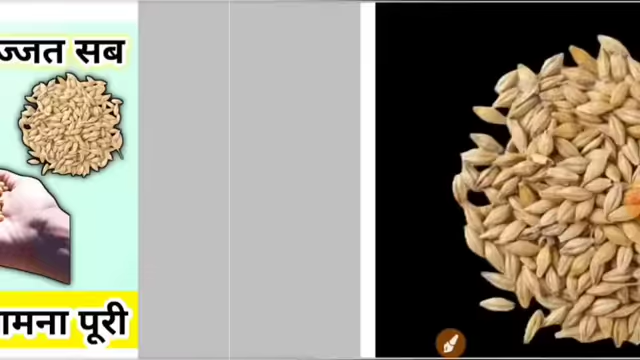 ज्जत सब
मना पूरी